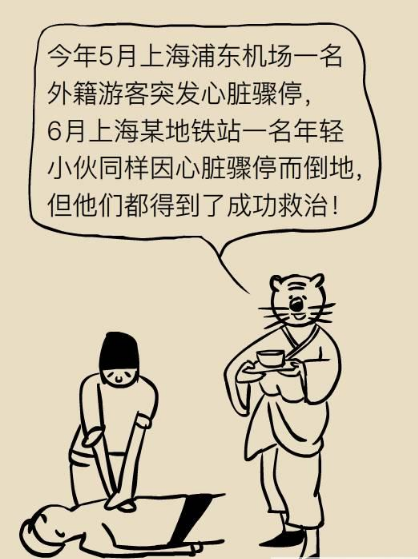 今年5月上海浦东机场一名
外籍游客突发心脏骤停，
6月上海某地铁站一名年轻
小伙同样因心脏骤停而倒地，
但他们都得到了成功救治！